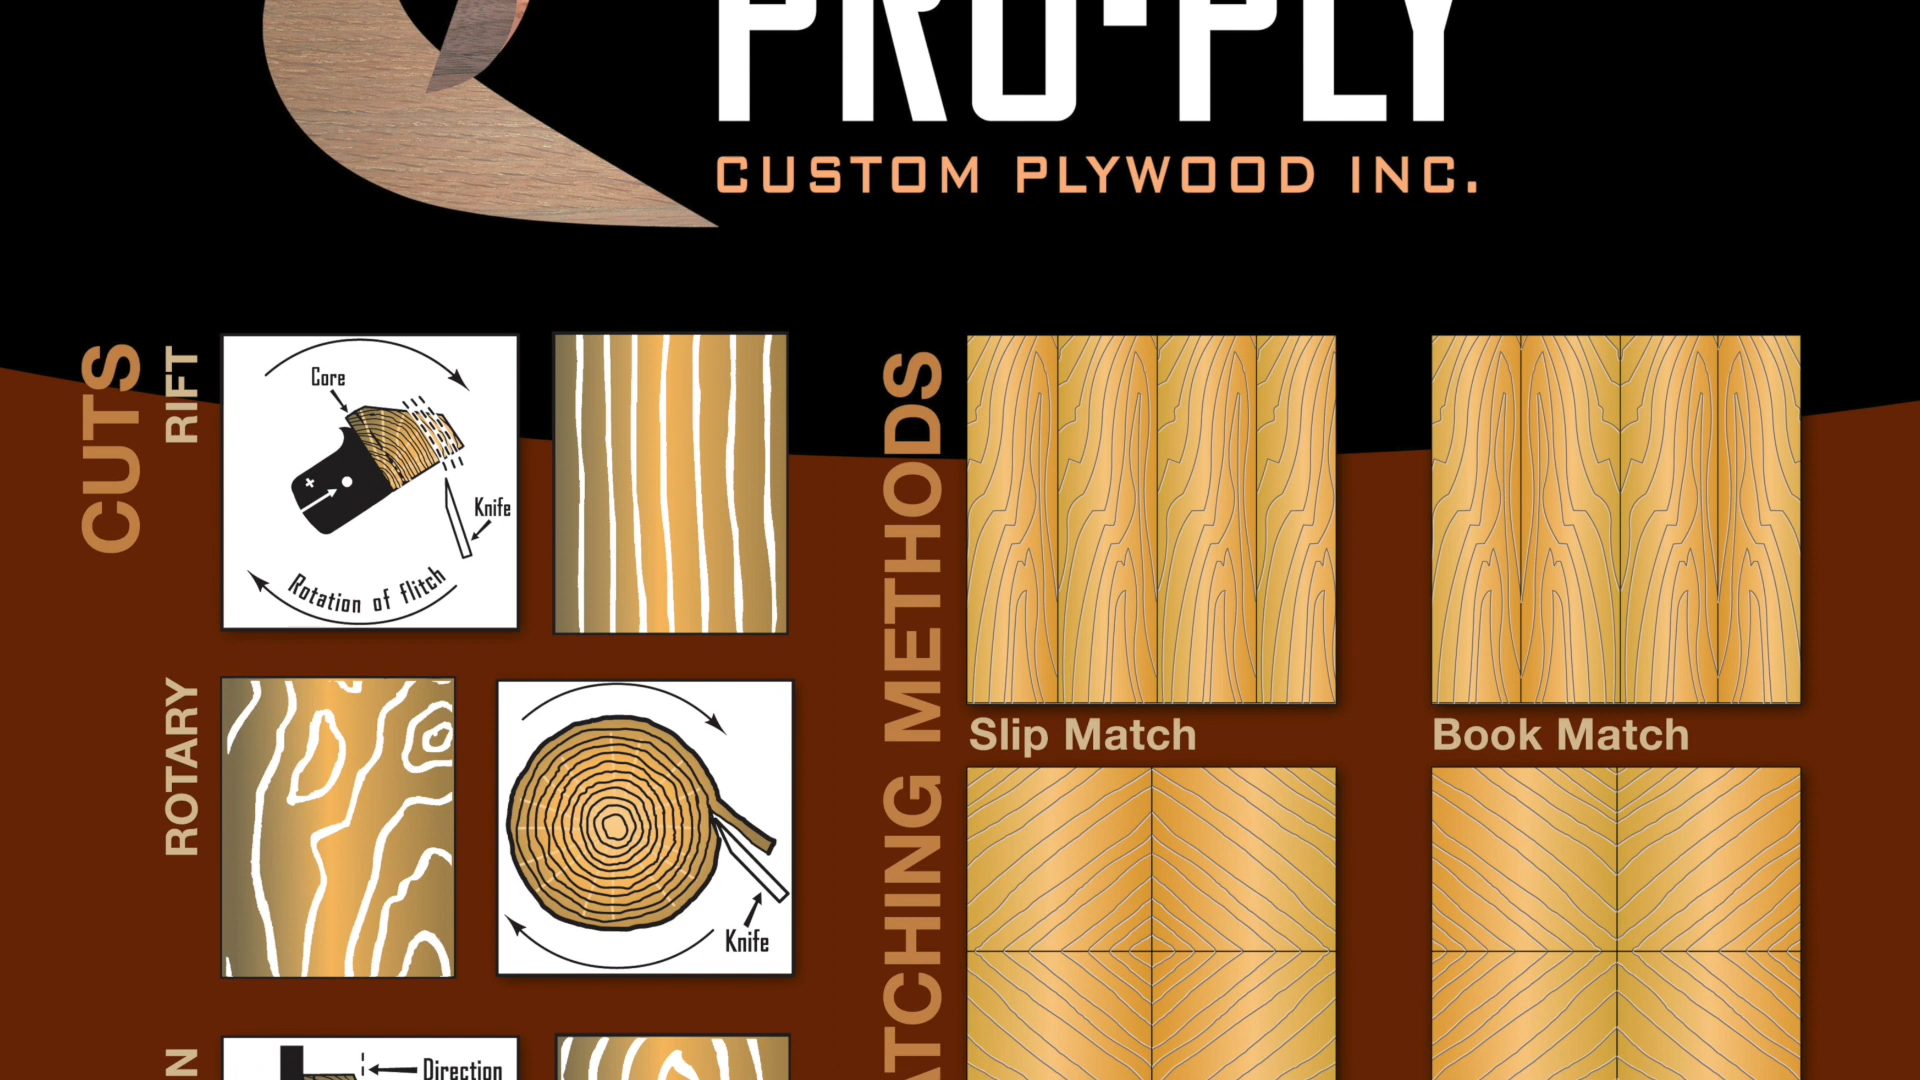 PRO-PLY
CUSTOM PLYWOOD INC.
CUTS
RIFT
Core
Knife
Rotation of flitch
ROTARY
Knife
Direction
METHODS
Slip Match
Book Match